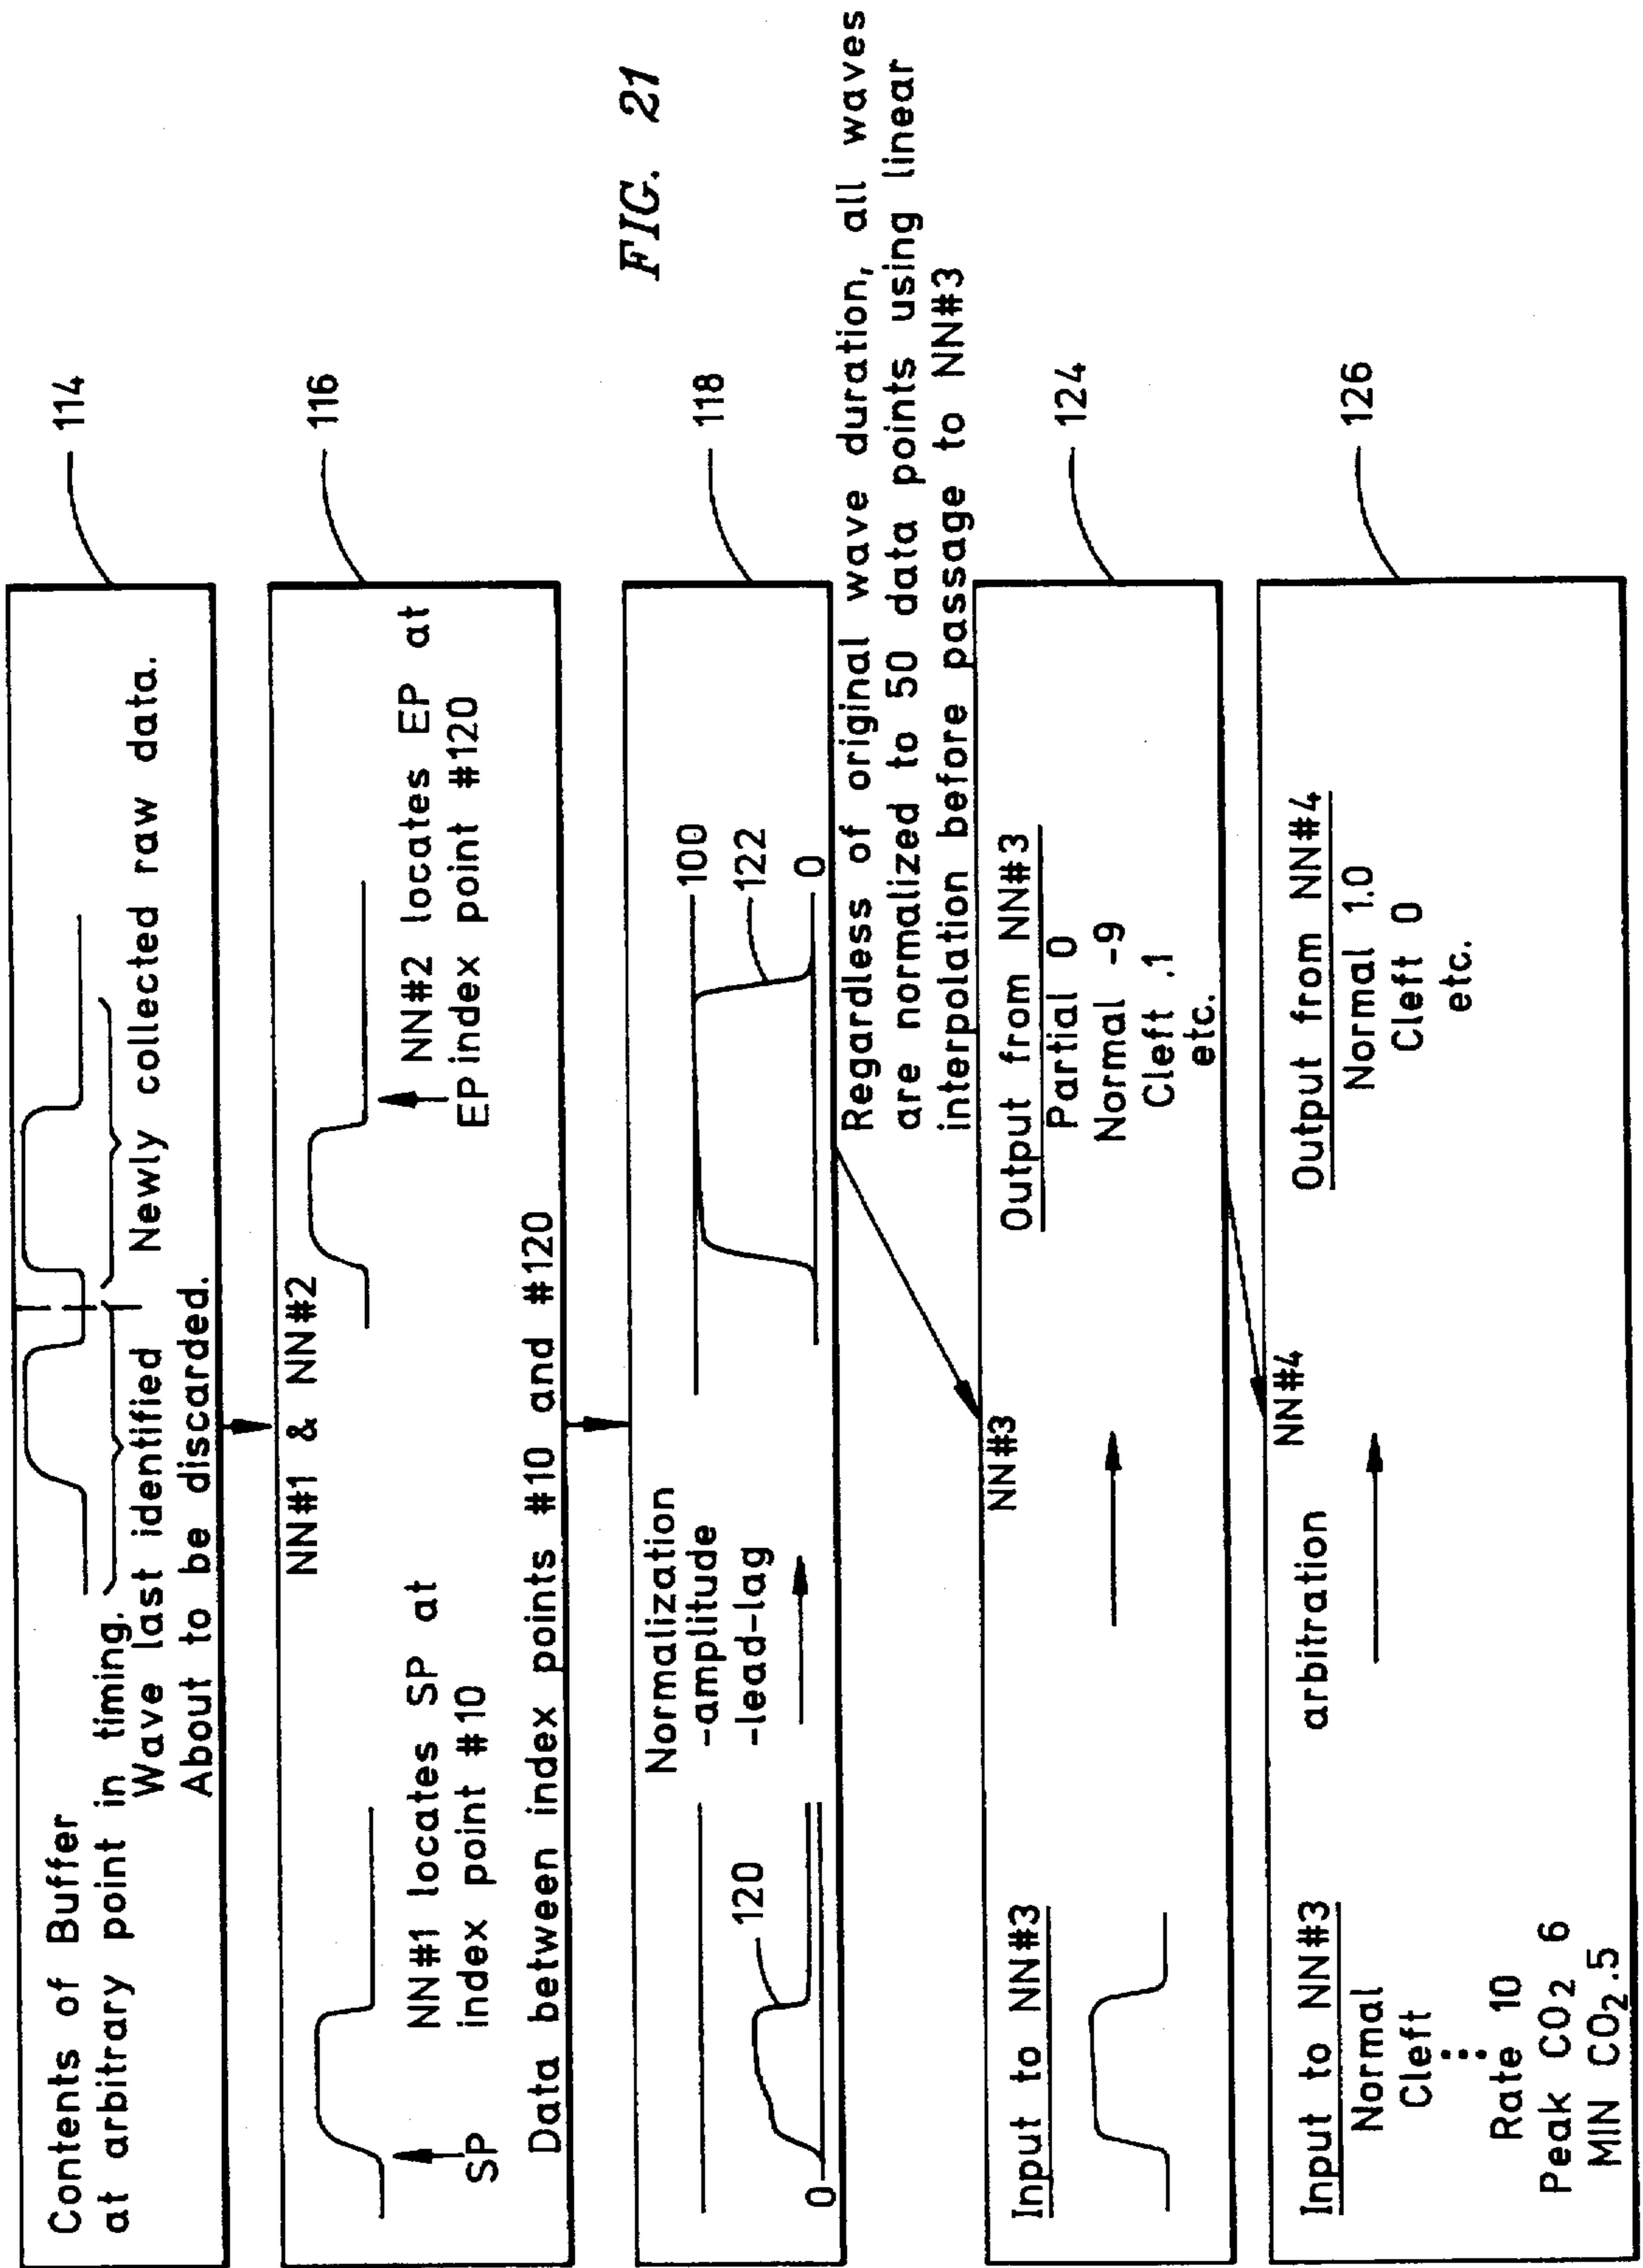 Contents of Buffer
at arbitrary point in timing.
Wave last identified
About to be discarded.
Newly collected raw data.
114
NN#1 & NN#2
SP
NN#1 locates SP at
index point #10
NN#2 locates EP at
EP index point #120
Data between index points #10 and #120
116
FIG. 21
Normalization
-amplitude
-lead-lag
120
0
100
122
0
118
Regardless of original wave duration, all waves
are normalized to 50 data points using linear
interpolation before passage to NN#3
Input to NN#3
NN#3
Output from NN#3
Partial 0
Normal -9
Cleft .1
etc.
124
Input to NN#3
Normal
Cleft
Rate 10
Peak CO2 6
MIN CO2 .5
arbitration
NN#4
Output from NN#4
Normal 1.0
Cleft 0
etc.
126